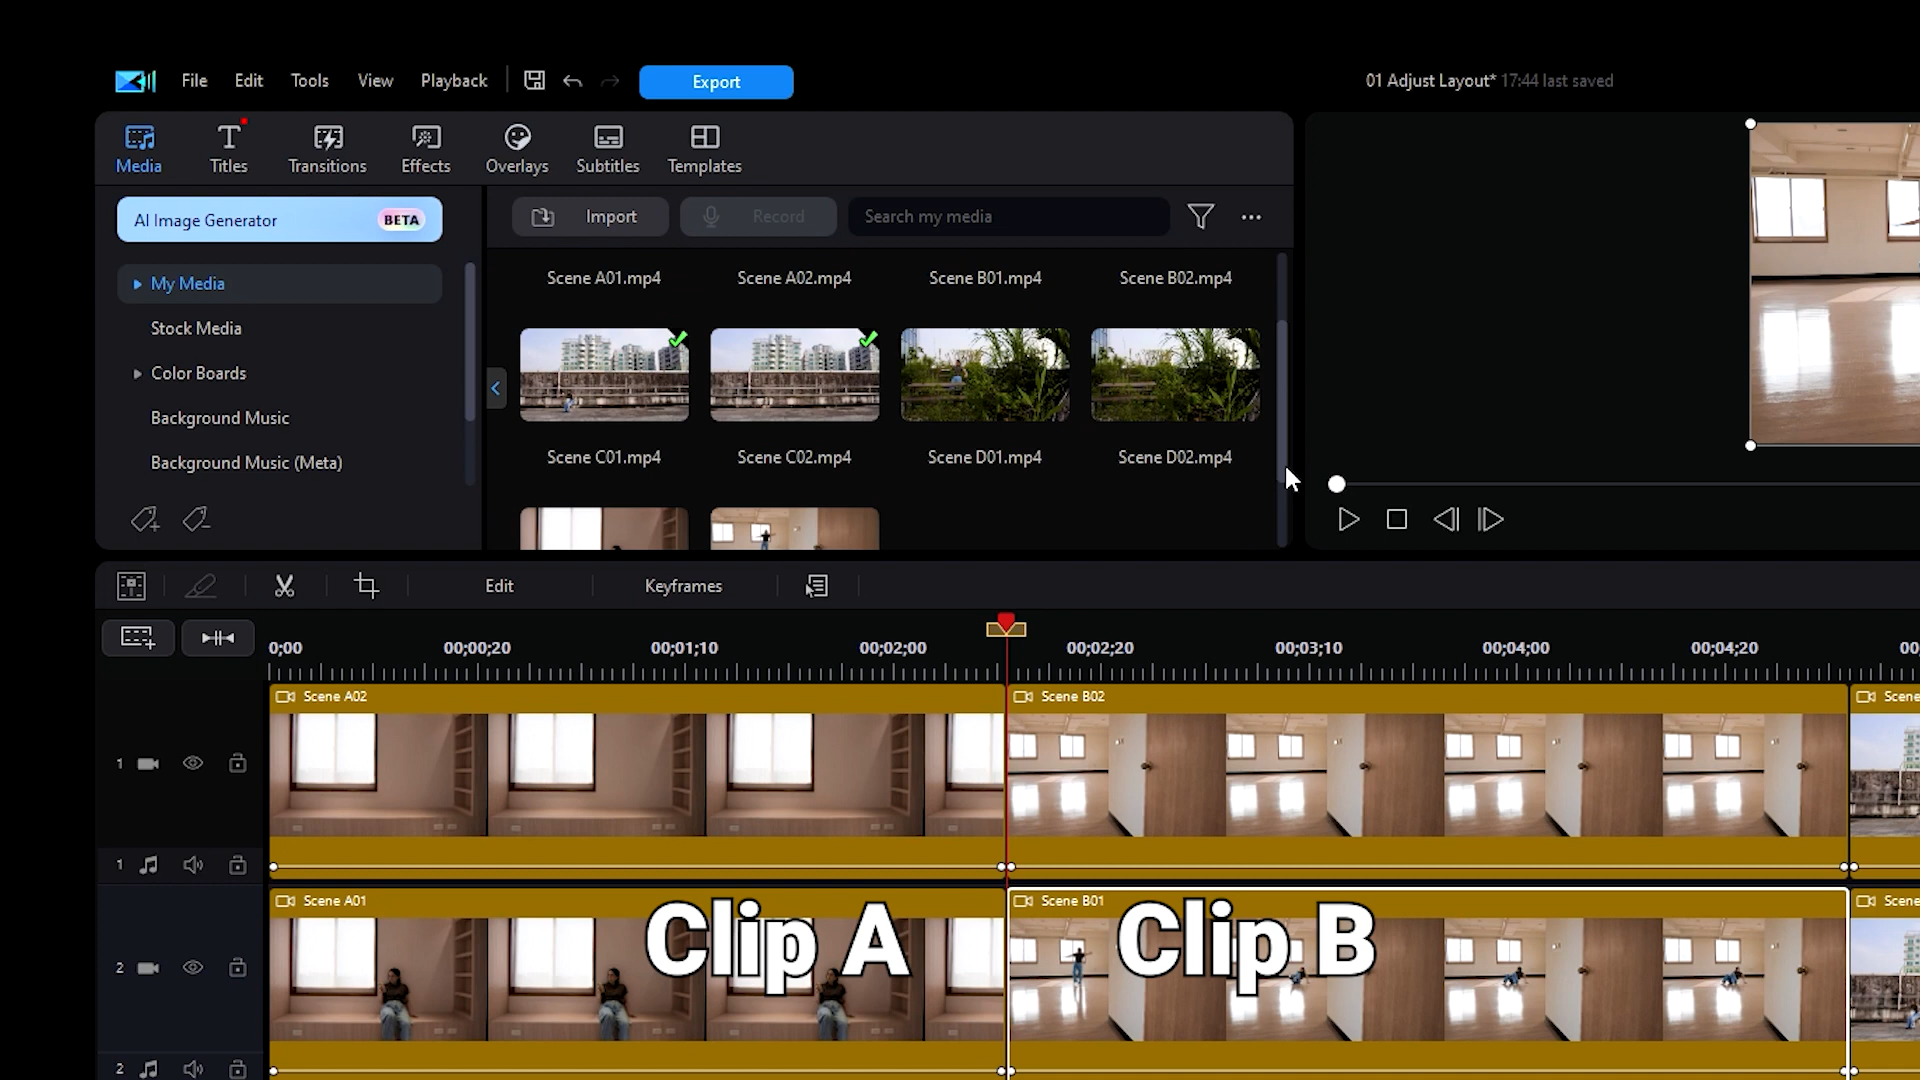 File Edit Tools View Playback Export 01 Adjust Layout* 17:44 last saved
Media Titles Transitions Effects Overlays Subtitles Templates
AI Image Generator BETA
Import Record Search my media
My Media
Stock Media
Color Boards
Background Music
Background Music (Meta)
Scene A01.mp4 Scene A02.mp4 Scene B01.mp4 Scene B02.mp4
Scene C01.mp4 Scene C02.mp4 Scene D01.mp4 Scene D02.mp4
Edit Keyframes
0;00 00;00;20 00;01;10 00;02;00 00;02;20 00;03;10 00;04;00 00;04;20 00
1 Scene A02 Scene B02 Scene
1
2 Scene A01 Scene B01 Scene
Clip A Clip B
2